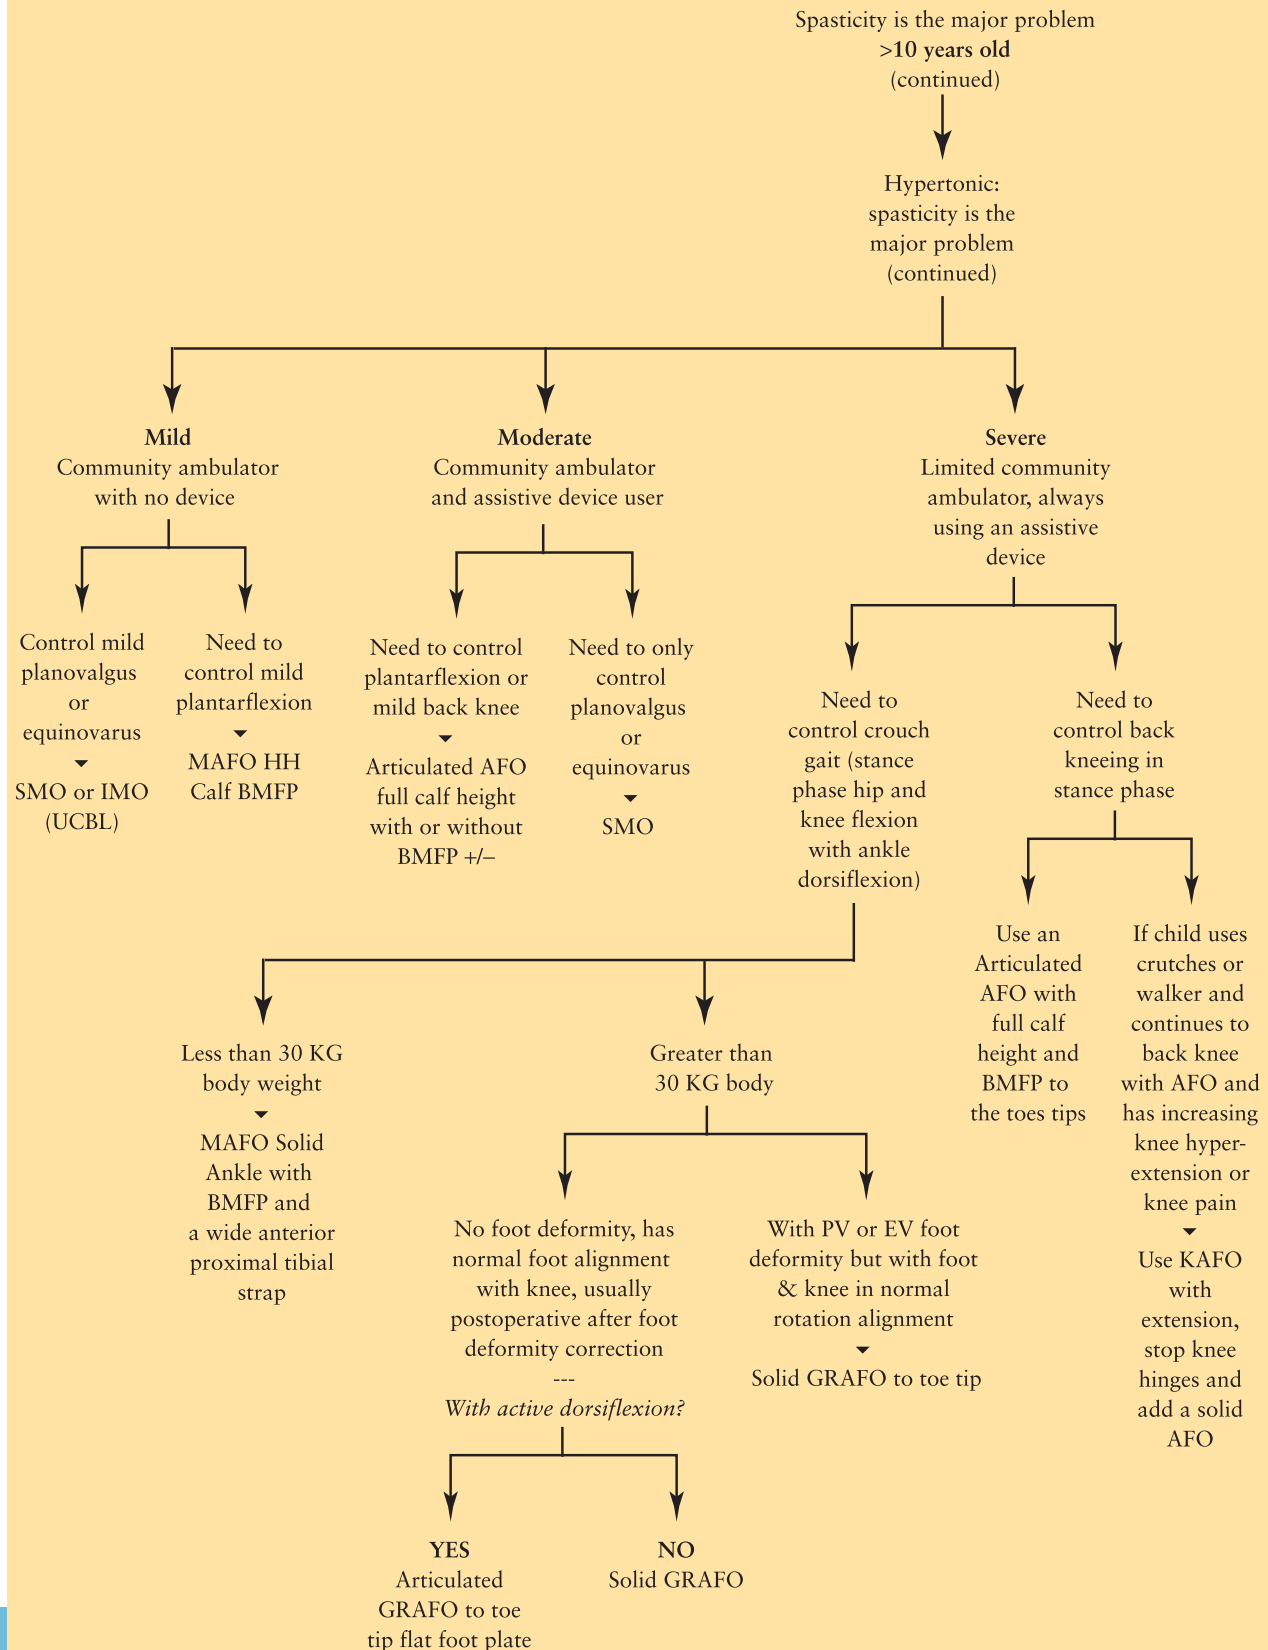 Spasticity is the major problem
>10 years old
(continued)
Hypertonic:
spasticity is the
major problem
(continued)
Mild
Community ambulator
with no device
Moderate
Community ambulator
and assistive device user
Severe
Limited community
ambulator, always
using an assistive
device
Control mild
planovalgus
or
equinovarus
SMO or IMO
(UCBL)
Need to
control mild
plantarflexion
MAFO HH
Calf BMFP
Need to control
plantarflexion or
mild back knee
Articulated AFO
full calf height
with or without
BMFP +/–
Need to only
control
planovalgus
or
equinovarus
SMO
Need to
control crouch
gait (stance
phase hip and
knee flexion
with ankle
dorsiflexion)
Need to
control back
kneeing in
stance phase
Use an
Articulated
AFO with
full calf
height and
BMFP to
the toes tips
If child uses
crutches or
walker and
continues to
back knee
with AFO and
has increasing
knee hyper-
extension or
knee pain
Use KAFO
with
extension,
stop knee
hinges and
add a solid
AFO
Less than 30 KG
body weight
MAFO Solid
Ankle with
BMFP and
a wide anterior
proximal tibial
strap
Greater than
30 KG body
No foot deformity, has
normal foot alignment
with knee, usually
postoperative after foot
deformity correction
---
With active dorsiflexion?
With PV or EV foot
deformity but with foot
& knee in normal
rotation alignment
Solid GRAFO to toe tip
YES
Articulated
GRAFO to toe
tip flat foot plate
NO
Solid GRAFO